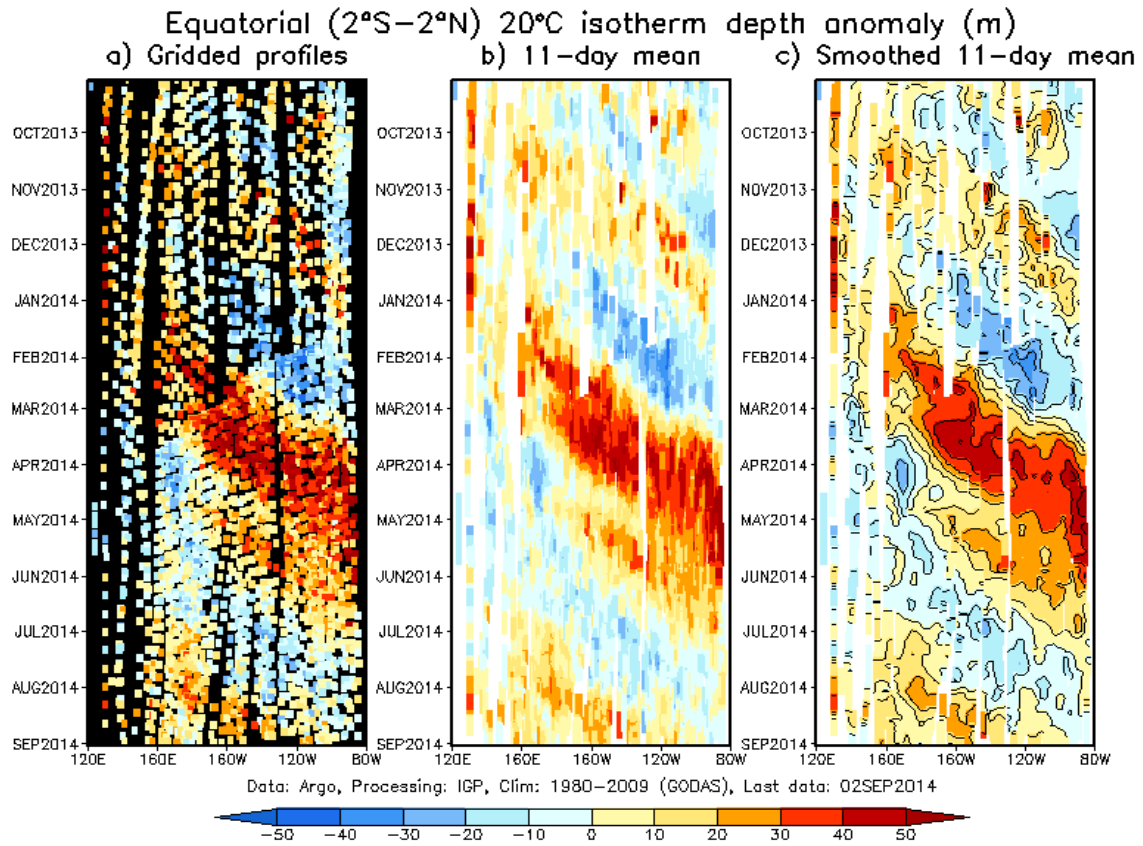 Equatorial (2°S−2°N) 20°C isotherm depth anomaly (m)
a) Gridded profiles
b) 11−day mean
c) Smoothed 11−day mean
OCT2013
NOV2013
DEC2013
JAN2014
FEB2014
MAR2014
APR2014
MAY2014
JUN2014
JUL2014
AUG2014
SEP2014
120E 160E 160W 120W 80W
OCT2013
NOV2013
DEC2013
JAN2014
FEB2014
MAR2014
APR2014
MAY2014
JUN2014
JUL2014
AUG2014
SEP2014
120E 160E 160W 120W 80W
OCT2013
NOV2013
DEC2013
JAN2014
FEB2014
MAR2014
APR2014
MAY2014
JUN2014
JUL2014
AUG2014
SEP2014
120E 160E 160W 120W 80W
Data: Argo, Processing: IGP, Clim: 1980−2009 (GODAS), Last data: 02SEP2014
−50 −40 −30 −20 −10 0 10 20 30 40 50